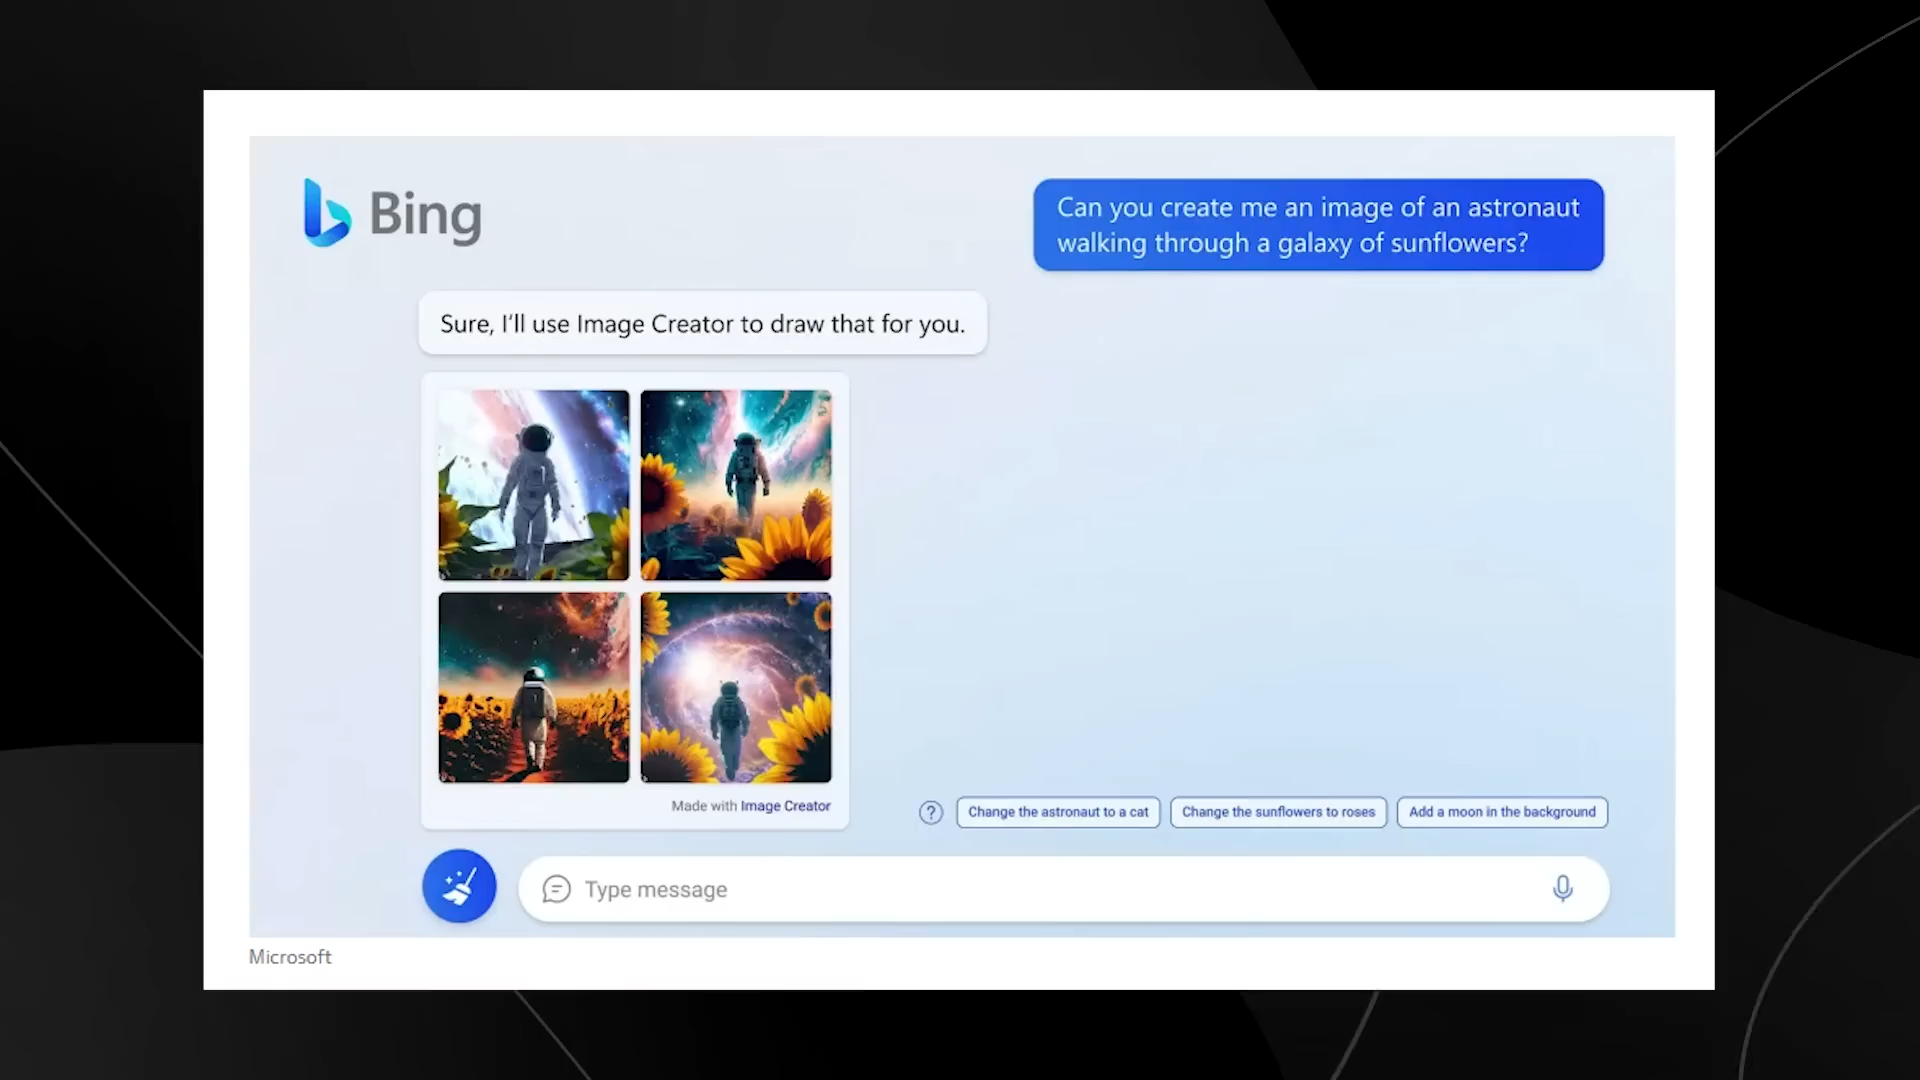 Bing
Can you create me an image of an astronaut
walking through a galaxy of sunflowers?
Sure, I'll use Image Creator to draw that for you.
Made with Image Creator
Change the astronaut to a cat
Change the sunflowers to roses
Add a moon in the background
Type message
Microsoft